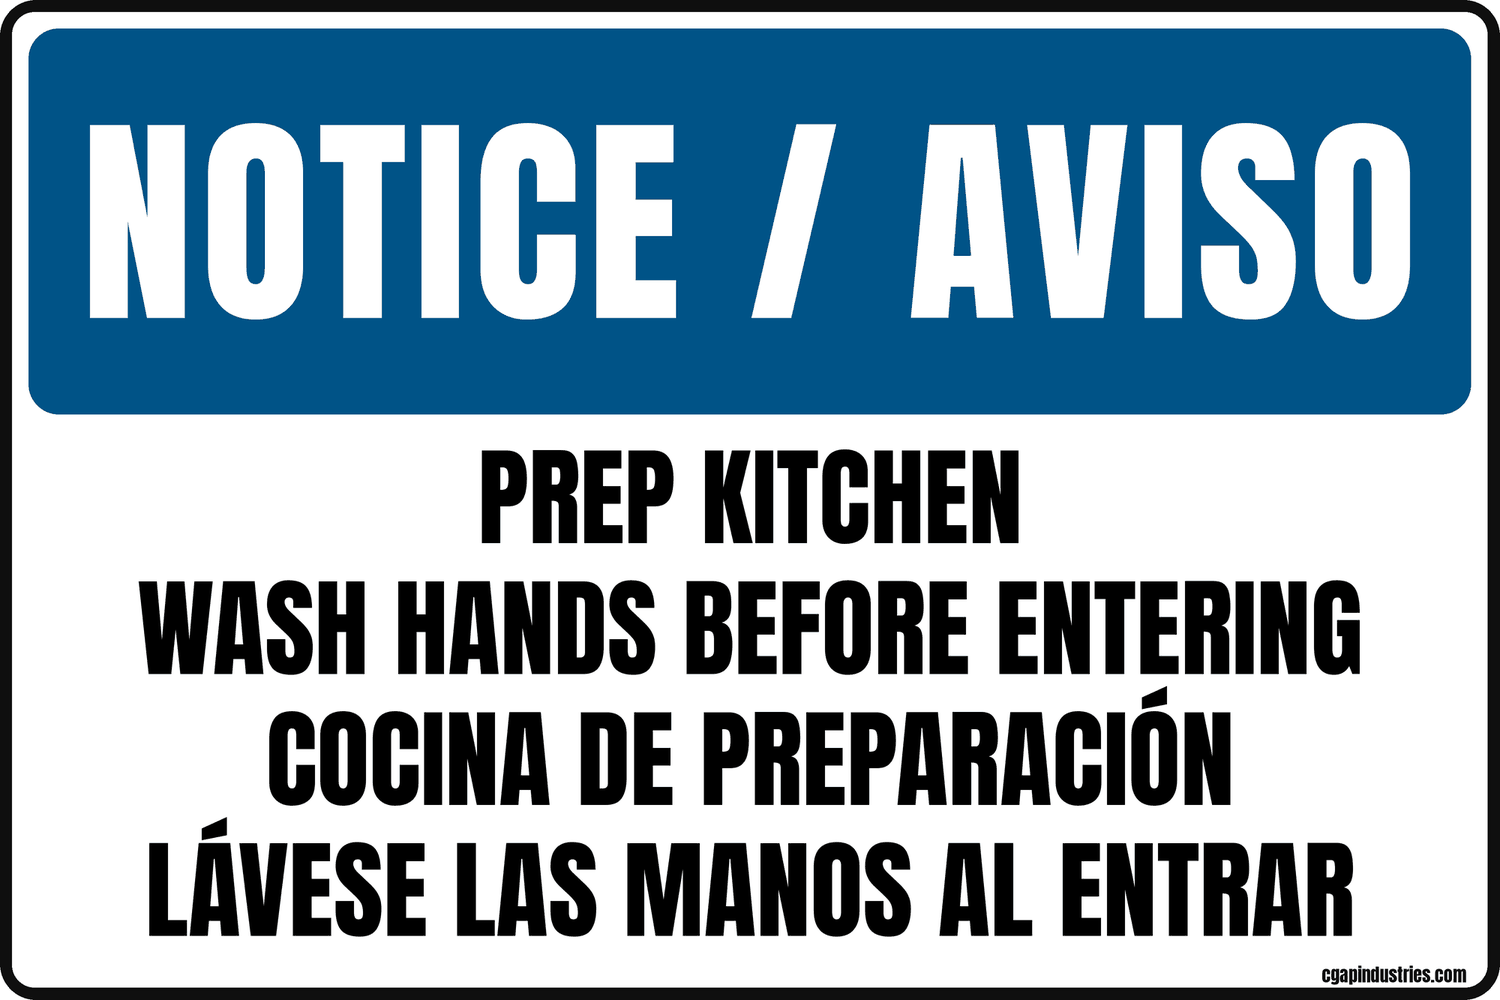 NOTICE / AVISO
PREP KITCHEN
WASH HANDS BEFORE ENTERING
COCINA DE PREPARACIÓN
LÁVESE LAS MANOS AL ENTRAR
cgapindustries.com